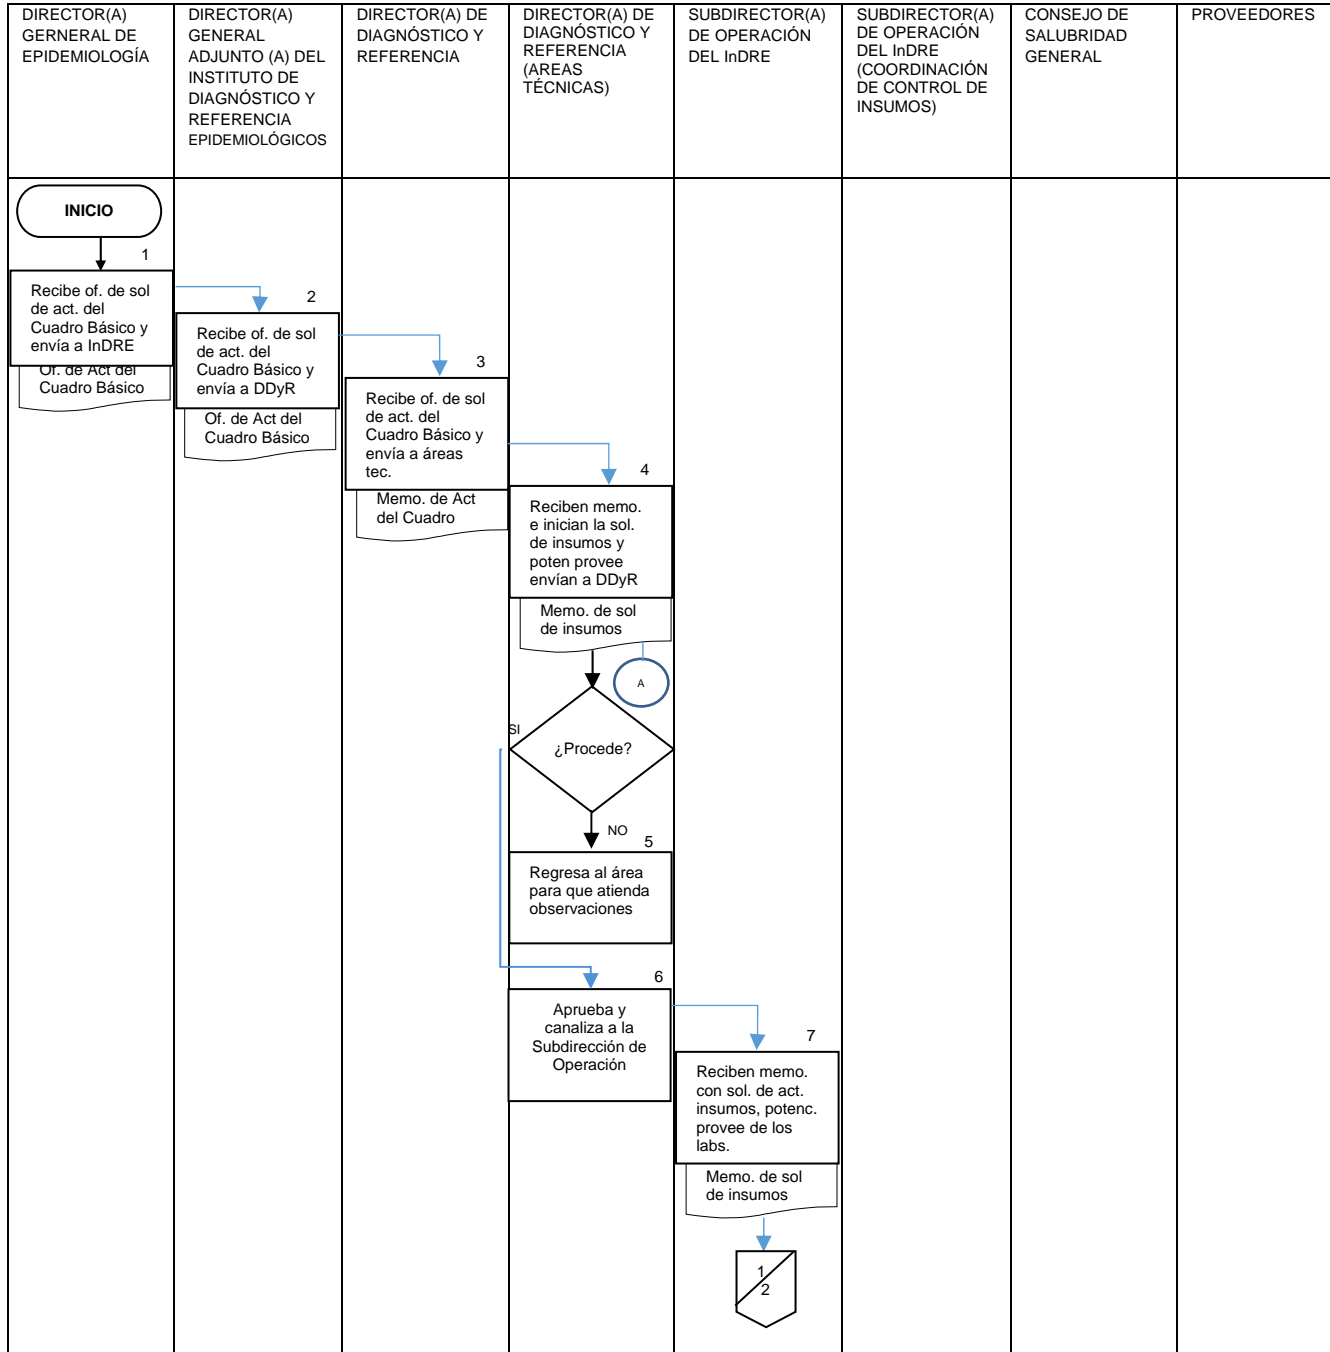 DIRECTOR(A)
GERNERAL DE
EPIDEMIOLOGÍA
DIRECTOR(A)
GENERAL
ADJUNTO (A) DEL
INSTITUTO DE
DIAGNÓSTICO Y
REFERENCIA
EPIDEMIOLÓGICOS
DIRECTOR(A) DE
DIAGNÓSTICO Y
REFERENCIA
DIRECTOR(A) DE
DIAGNÓSTICO Y
REFERENCIA
(AREAS
TÉCNICAS)
SUBDIRECTOR(A)
DE OPERACIÓN
DEL InDRE
SUBDIRECTOR(A)
DE OPERACIÓN
DEL InDRE
(COORDINACIÓN
DE CONTROL DE
INSUMOS)
CONSEJO DE
SALUBRIDAD
GENERAL
PROVEEDORES
INICIO
1
Recibe of. de sol
de act. del
Cuadro Básico y
envía a InDRE
Of. de Act del
Cuadro Básico
2
Recibe of. de sol
de act. del
Cuadro Básico y
envía a DDyR
Of. de Act del
Cuadro Básico
3
Recibe of. de sol
de act. del
Cuadro Básico y
envía a áreas
tec.
Memo. de Act
del Cuadro
4
Reciben memo.
e inician la sol.
de insumos y
poten provee
envían a DDyR
Memo. de sol
de insumos
A
SI
¿Procede?
NO
5
Regresa al área
para que atienda
observaciones
6
Aprueba y
canaliza a la
Subdirección de
Operación
7
Reciben memo.
con sol. de act.
insumos, potenc.
provee de los
labs.
Memo. de sol
de insumos
1
2